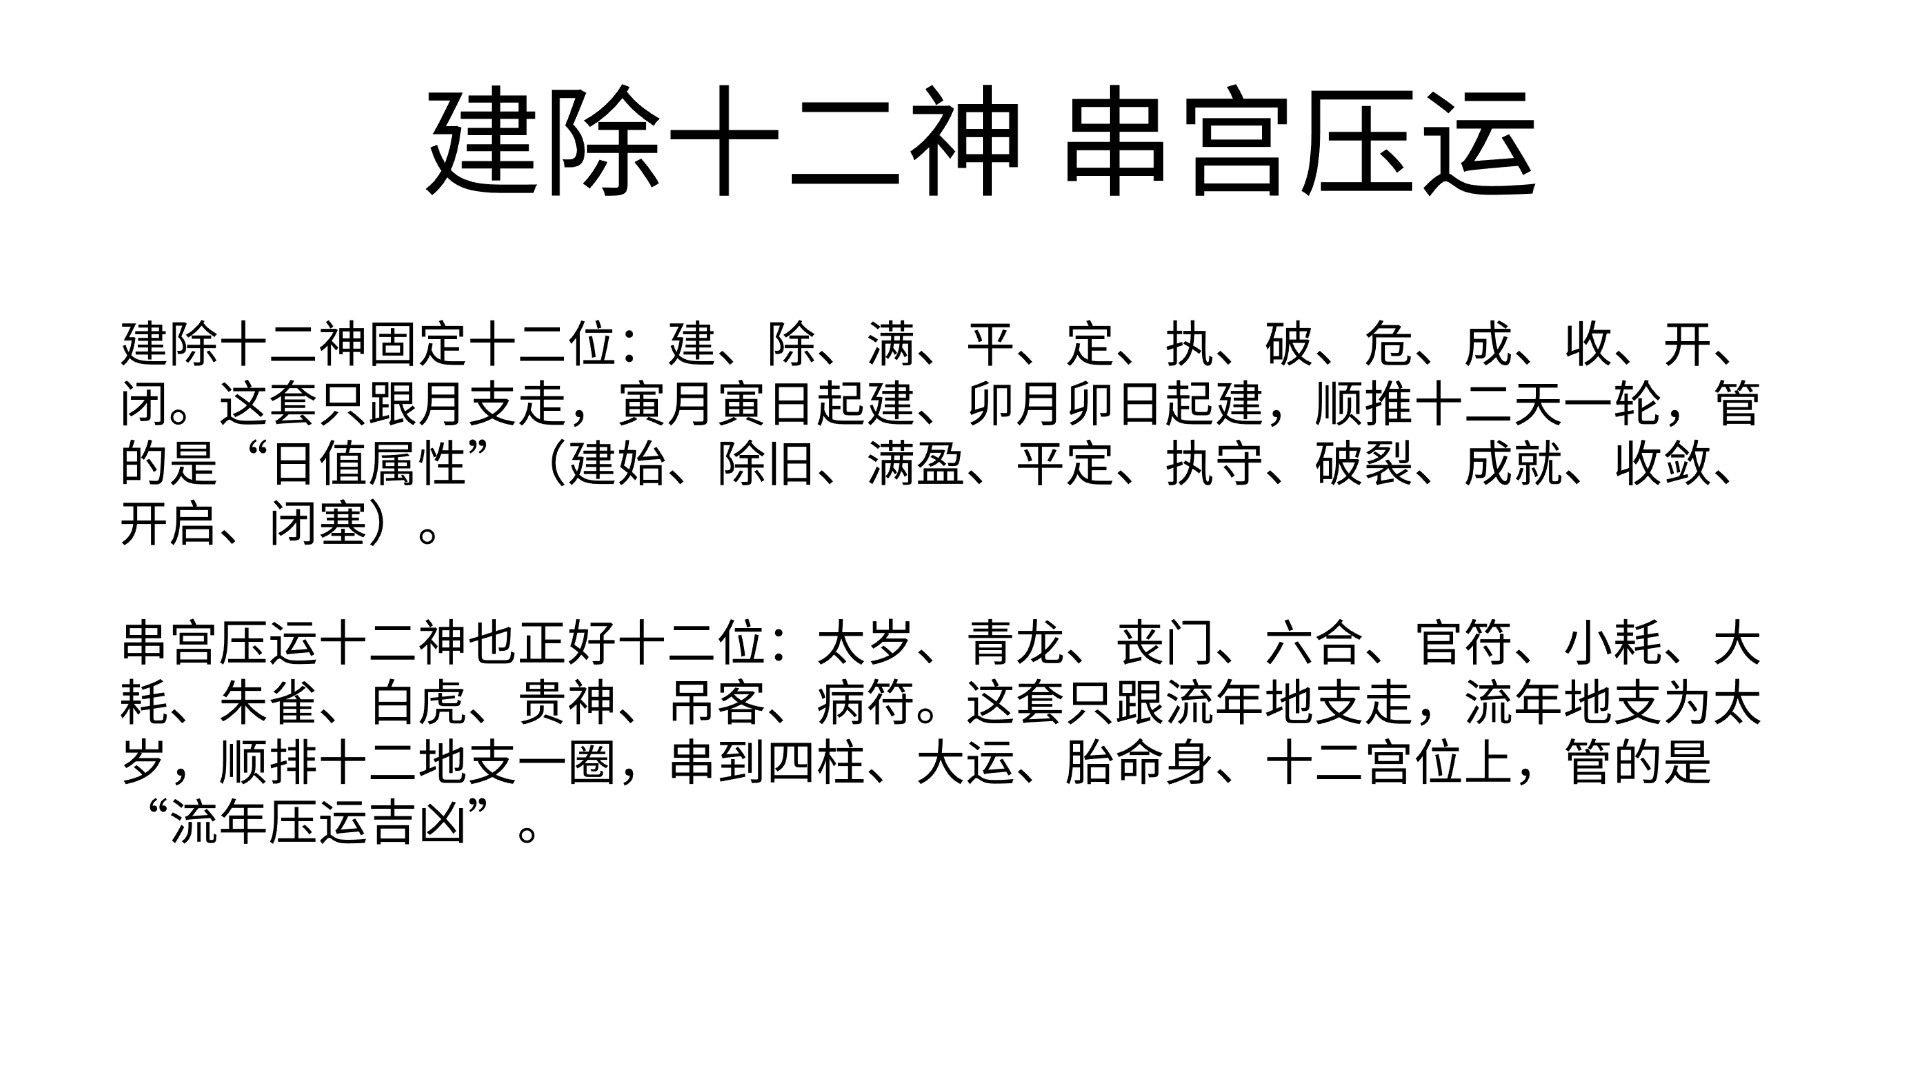 建除十二神 串宫压运
建除十二神固定十二位：建、除、满、平、定、执、破、危、成、收、开、
闭。这套只跟月支走，寅月寅日起建、卯月卯日起建，顺推十二天一轮，管
的是“日值属性”（建始、除旧、满盈、平定、执守、破裂、成就、收敛、
开启、闭塞）。
串宫压运十二神也正好十二位：太岁、青龙、丧门、六合、官符、小耗、大
耗、朱雀、白虎、贵神、吊客、病符。这套只跟流年地支走，流年地支为太
岁，顺排十二地支一圈，串到四柱、大运、胎命身、十二宫位上，管的是
“流年压运吉凶”。